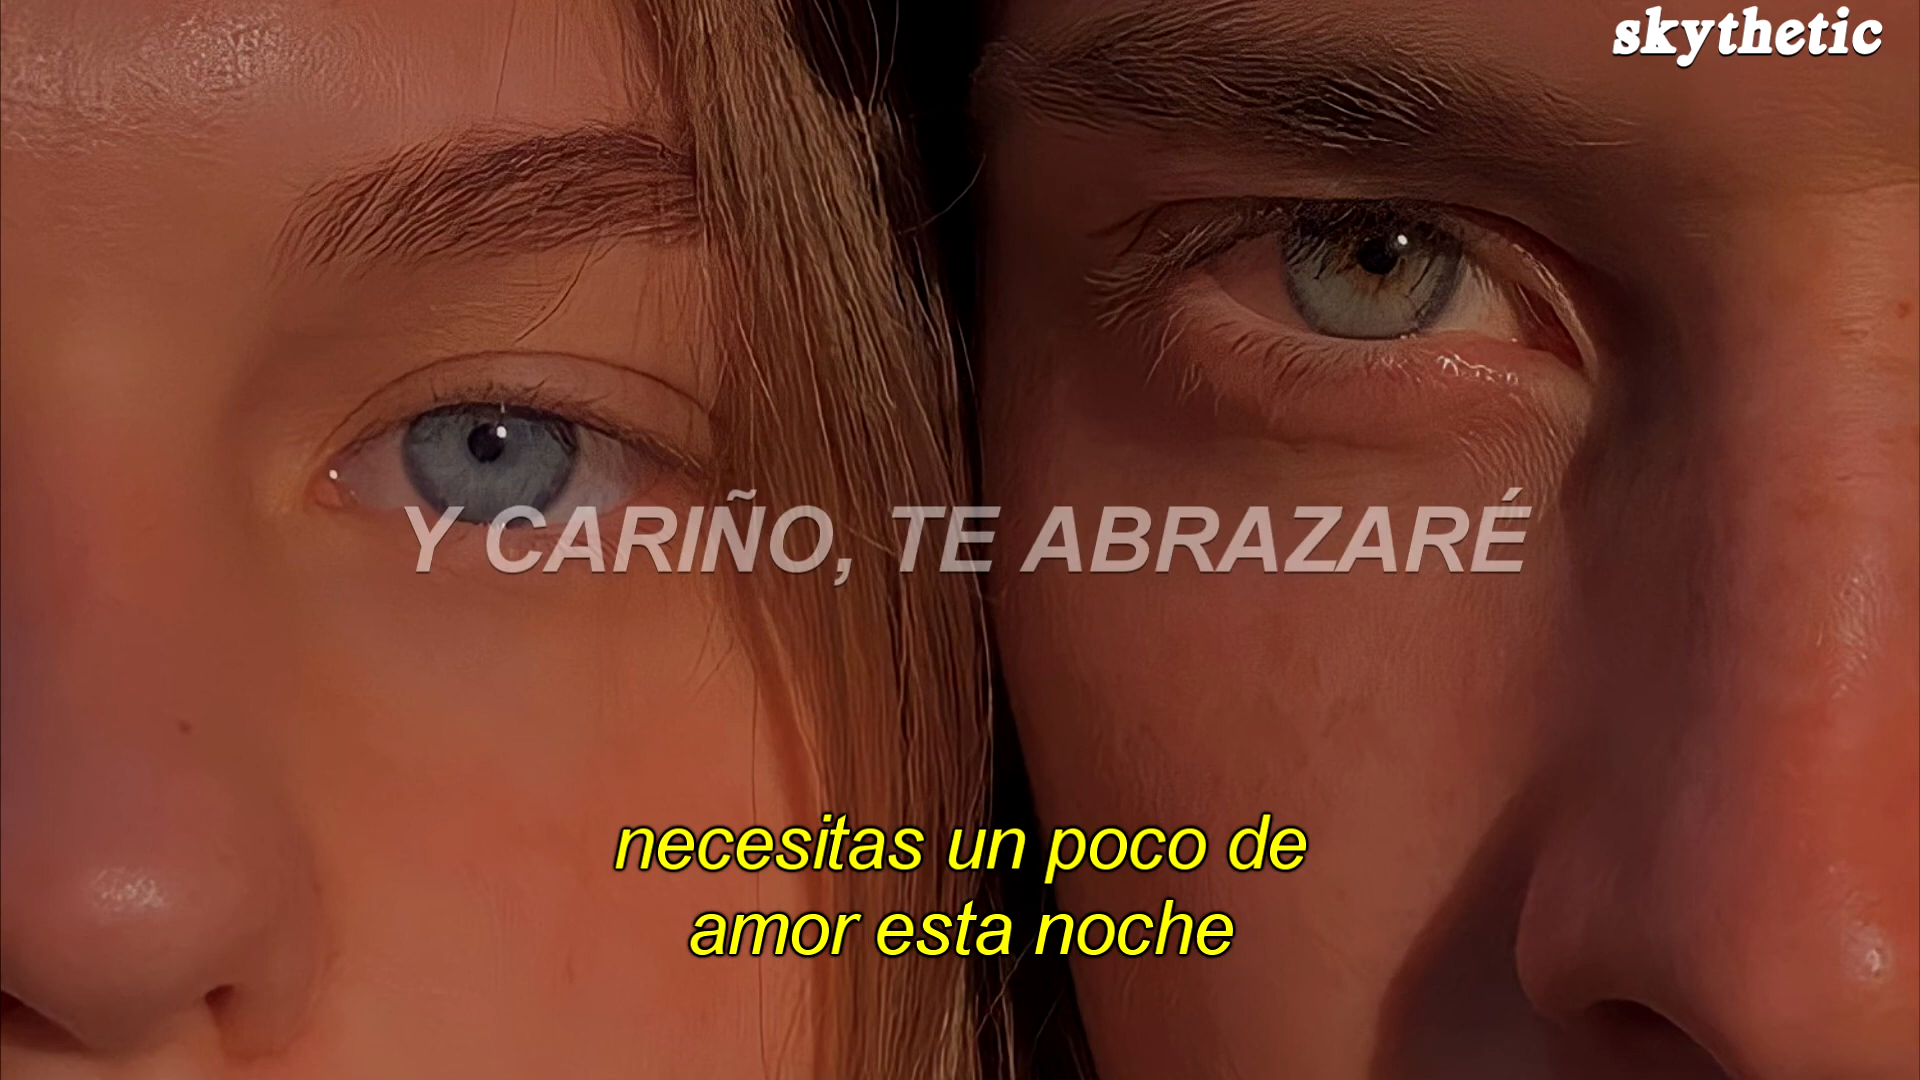 skythetic
Y CARIÑO, TE ABRAZARÉ
necesitas un poco de
amor esta noche